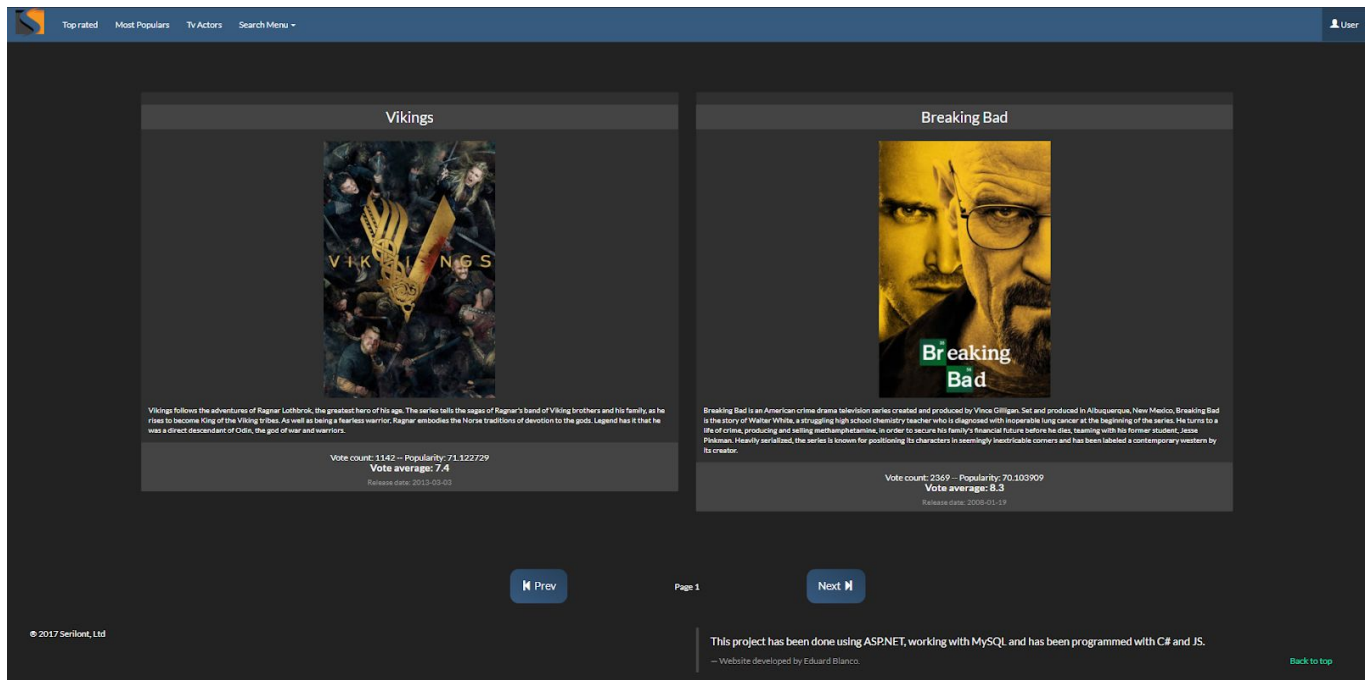 Top rated Most Populars Tv Actors Search Menu User
Vikings
VIKINGS
Vikings follows the adventures of Ragnar Lothbrok, the greatest hero of his age. The series tells the sagas of Ragnar's band of Viking brothers and his family, as he
rises to become King of the Viking tribes. As well as being a fearless warrior, Ragnar embodies the Norse traditions of devotion to the gods. Legend has it that he
was a direct descendant of Odin, the god of war and warriors.
Vote count: 1142 -- Popularity: 71.122729
Vote average: 7.4
Release date: 2013-03-03
Breaking Bad
Breaking
Bad
Breaking Bad is an American crime drama television series created and produced by Vince Gilligan. Set and produced in Albuquerque, New Mexico, Breaking Bad
is the story of Walter White, a struggling high school chemistry teacher who is diagnosed with inoperable lung cancer at the beginning of the series. He turns to a
life of crime, producing and selling methamphetamine, in order to secure his family's financial future before he dies, teaming with his former student, Jesse
Pinkman. Heavily serialized, the series is known for positioning its characters in seemingly inextricable corners and has been labeled a contemporary western by
its creator.
Vote count: 2369 -- Popularity: 70.103909
Vote average: 8.3
Release date: 2008-01-19
Prev Page 1 Next
® 2017 Serilont, Ltd
This project has been done using ASP.NET, working with MySQL and has been programmed with C# and JS.
— Website developed by Eduard Blanco.
Back to top